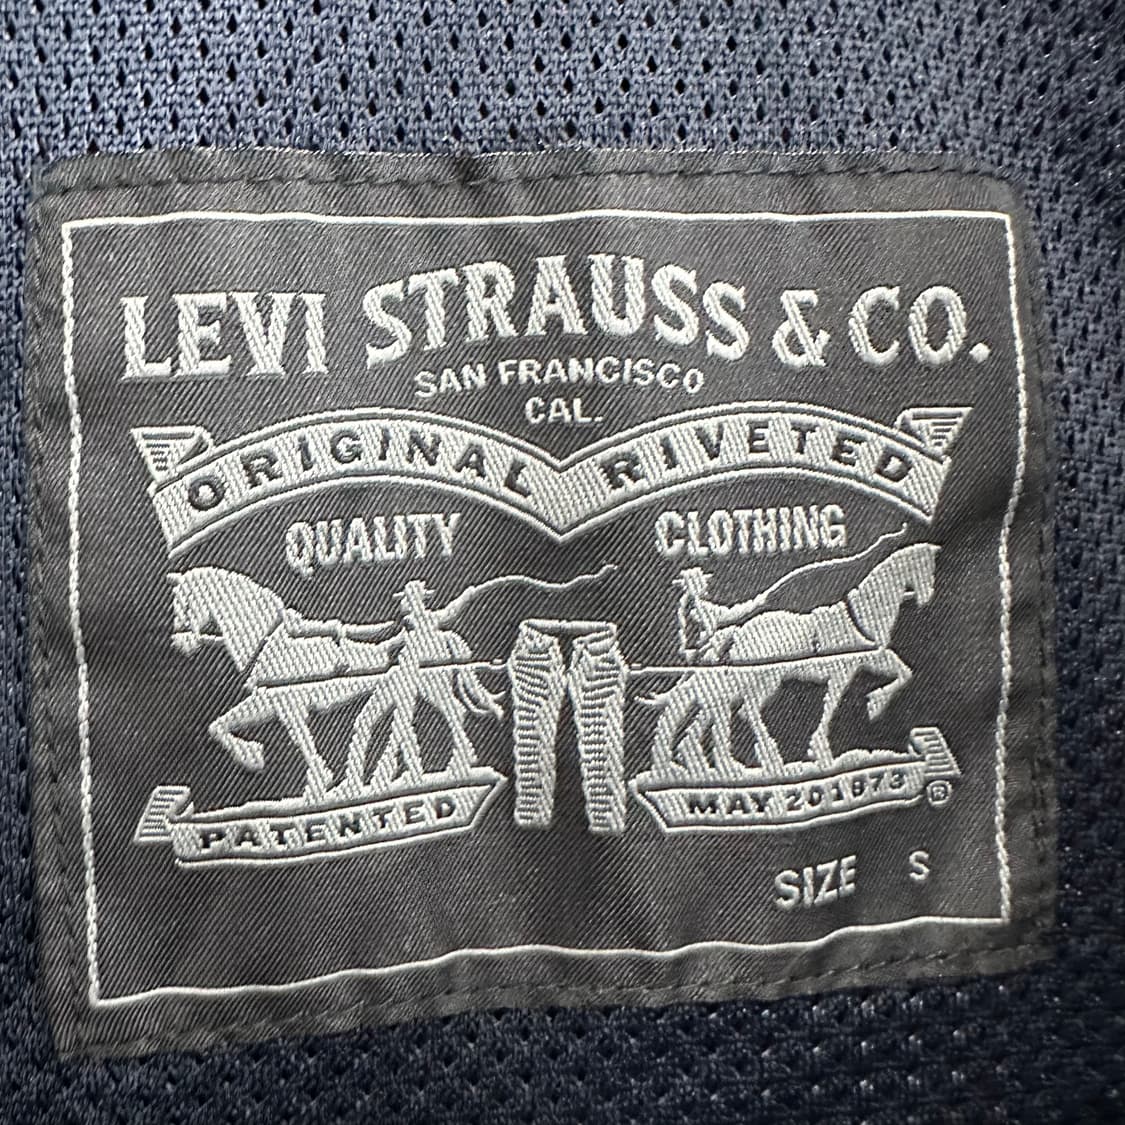 LEVI STRAUSS & CO.
SAN FRANCISCO
CAL.
ORIGINAL RIVETED
QUALITY CLOTHING
PATENTED MAY 20 1873 ®
SIZE S